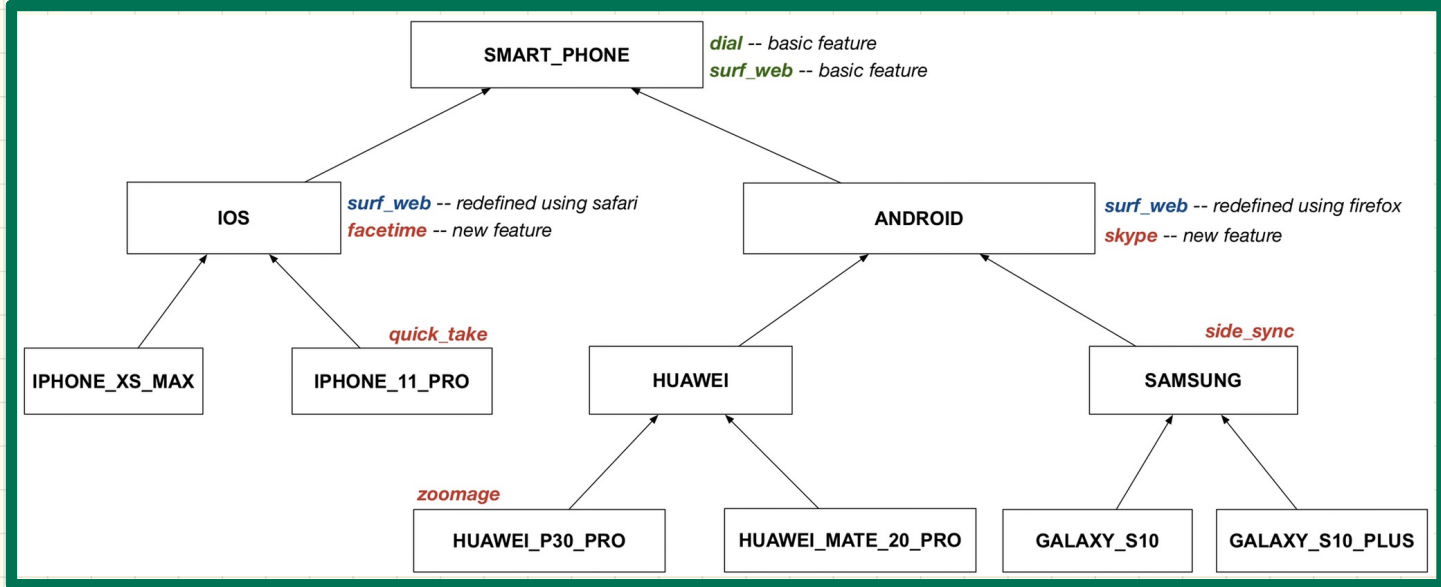 SMART_PHONE
dial -- basic feature
surf_web -- basic feature
IOS
surf_web -- redefined using safari
facetime -- new feature
ANDROID
surf_web -- redefined using firefox
skype -- new feature
IPHONE_XS_MAX
quick_take
IPHONE_11_PRO
HUAWEI
side_sync
SAMSUNG
zoomage
HUAWEI_P30_PRO
HUAWEI_MATE_20_PRO
GALAXY_S10
GALAXY_S10_PLUS